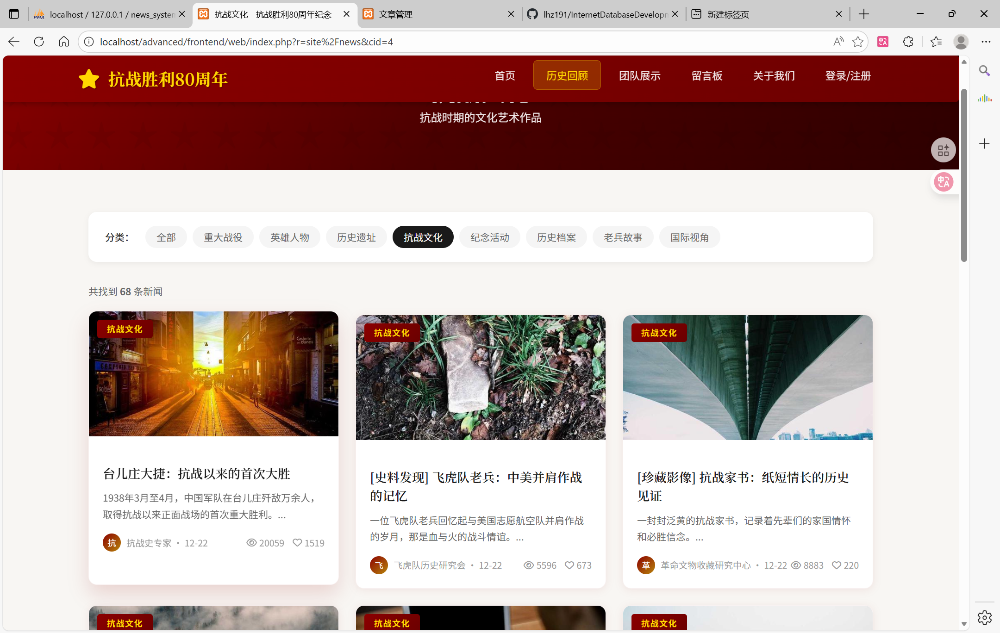 localhost / 127.0.0.1 / news_system
抗战文化 - 抗战胜利80周年纪念
文章管理
lhz191/InternetDatabaseDevelopm
新建标签页
localhost/advanced/frontend/web/index.php?r=site%2Fnews&cid=4
抗战胜利80周年
首页
历史回顾
团队展示
留言板
关于我们
登录/注册
抗战时期的文化艺术作品
分类：
全部
重大战役
英雄人物
历史遗址
抗战文化
纪念活动
历史档案
老兵故事
国际视角
共找到 68 条新闻
抗战文化
台儿庄大捷：抗战以来的首次大胜
1938年3月至4月，中国军队在台儿庄歼敌万余人，
取得抗战以来正面战场的首次重大胜利。...
抗 抗战史专家 • 12-22 20059 1519
抗战文化
[史料发现] 飞虎队老兵：中美并肩作战
的记忆
一位飞虎队老兵回忆起与美国志愿航空队并肩作战
的岁月，那是血与火的战斗情谊。...
飞 飞虎队历史研究会 • 12-22 5596 673
抗战文化
[珍藏影像] 抗战家书：纸短情长的历史
见证
一封封泛黄的抗战家书，记录着先辈们的家国情怀
和必胜信念。...
革 革命文物收藏研究中心 • 12-22 8883 220
抗战文化
抗战文化
抗战文化